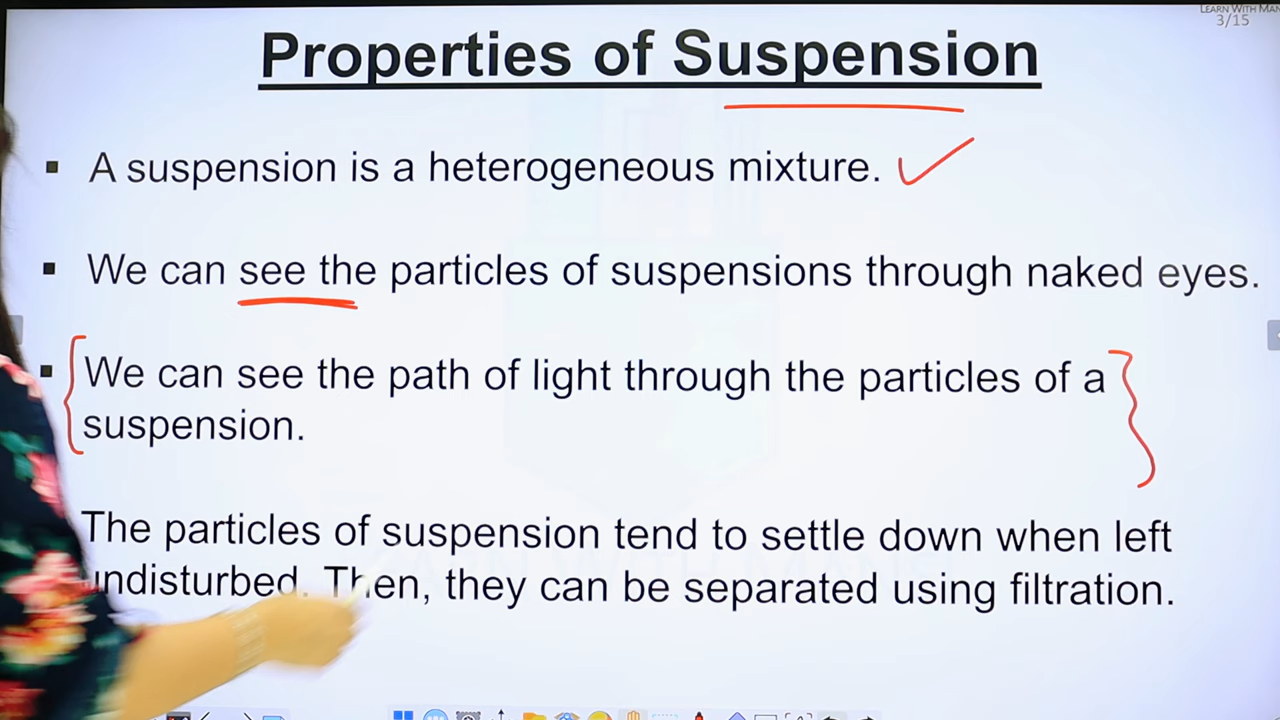 LEARN WITH MAN
3/15
Properties of Suspension
▪ A suspension is a heterogeneous mixture.
▪ We can see the particles of suspensions through naked eyes.
▪ We can see the path of light through the particles of a
suspension.
The particles of suspension tend to settle down when left
undisturbed. Then, they can be separated using filtration.